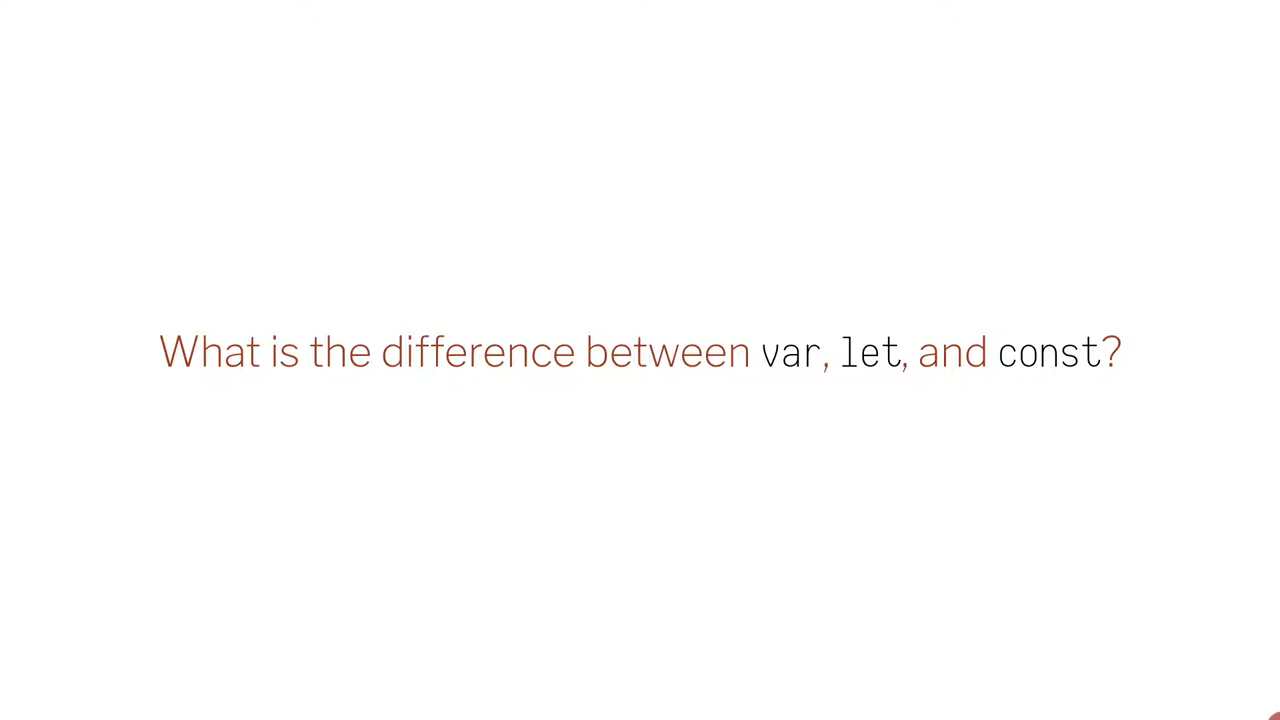 What is the difference between var, let, and const?